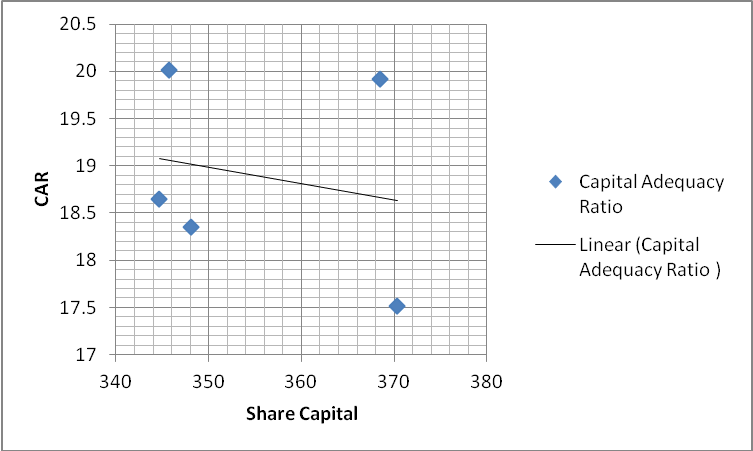 20.5
20
19.5
19
18.5
18
17.5
17
CAR
340 350 360 370 380
Share Capital
Capital Adequacy
Ratio
Linear (Capital
Adequacy Ratio )